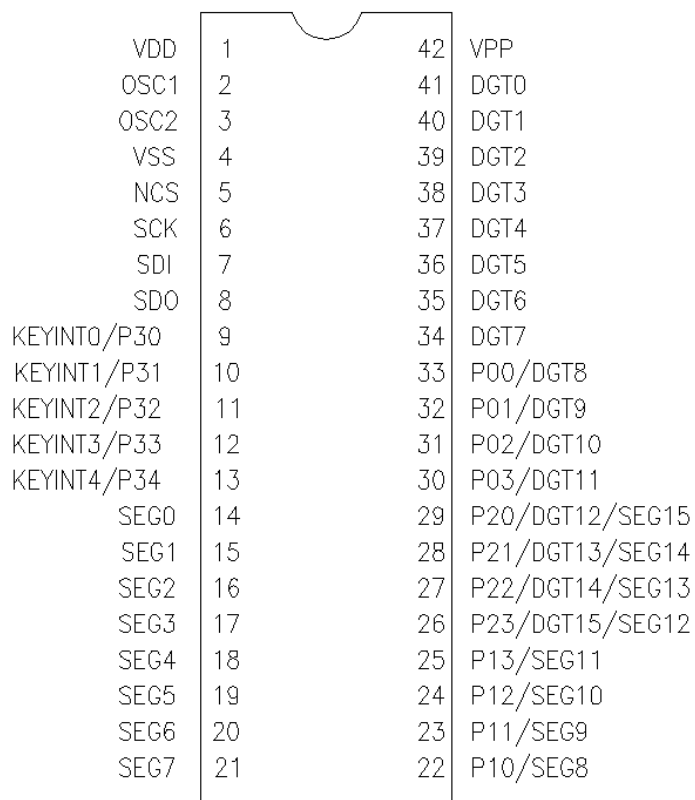 VDD 1 42 VPP
OSC1 2 41 DGT0
OSC2 3 40 DGT1
VSS 4 39 DGT2
NCS 5 38 DGT3
SCK 6 37 DGT4
SDI 7 36 DGT5
SDO 8 35 DGT6
KEYINT0/P30 9 34 DGT7
KEYINT1/P31 10 33 P00/DGT8
KEYINT2/P32 11 32 P01/DGT9
KEYINT3/P33 12 31 P02/DGT10
KEYINT4/P34 13 30 P03/DGT11
SEG0 14 29 P20/DGT12/SEG15
SEG1 15 28 P21/DGT13/SEG14
SEG2 16 27 P22/DGT14/SEG13
SEG3 17 26 P23/DGT15/SEG12
SEG4 18 25 P13/SEG11
SEG5 19 24 P12/SEG10
SEG6 20 23 P11/SEG9
SEG7 21 22 P10/SEG8